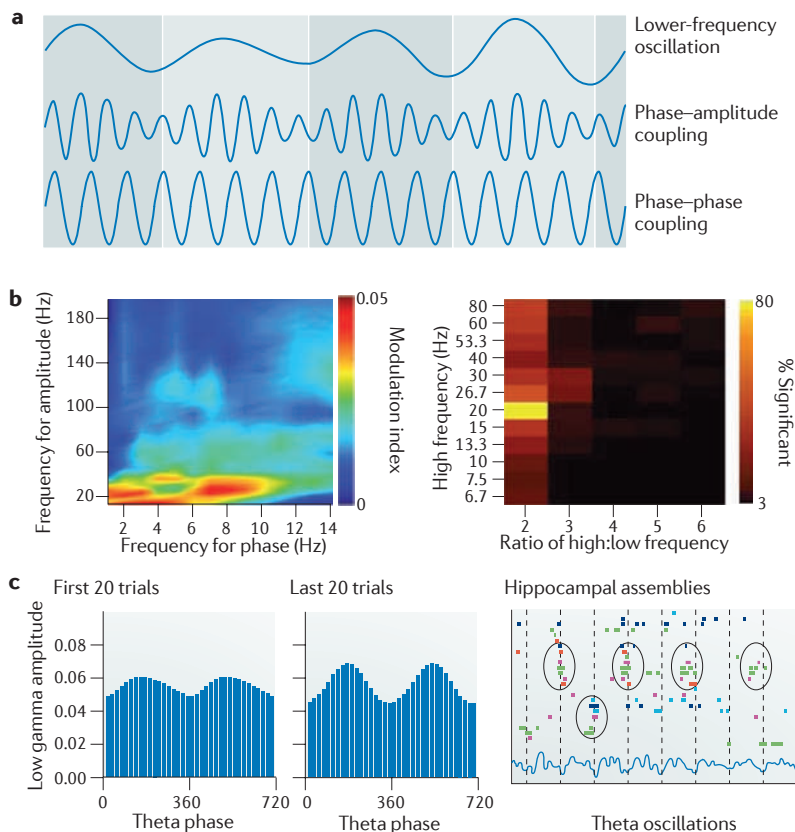 a
Lower-frequency
oscillation
Phase–amplitude
coupling
Phase–phase
coupling
b
Frequency for amplitude (Hz)
180
140
100
60
20
2 4 6 8 10 12 14
Frequency for phase (Hz)
0.05
0
Modulation index
High frequency (Hz)
80
60
53.3
40
30
26.7
20
15
13.3
10
7.5
6.7
2 3 4 5 6
Ratio of high:low frequency
80
3
% Significant
c
First 20 trials
Last 20 trials
Hippocampal assemblies
Low gamma amplitude
0.08
0.06
0.04
0.02
0.00
0 360 720
Theta phase
0 360 720
Theta phase
Theta oscillations